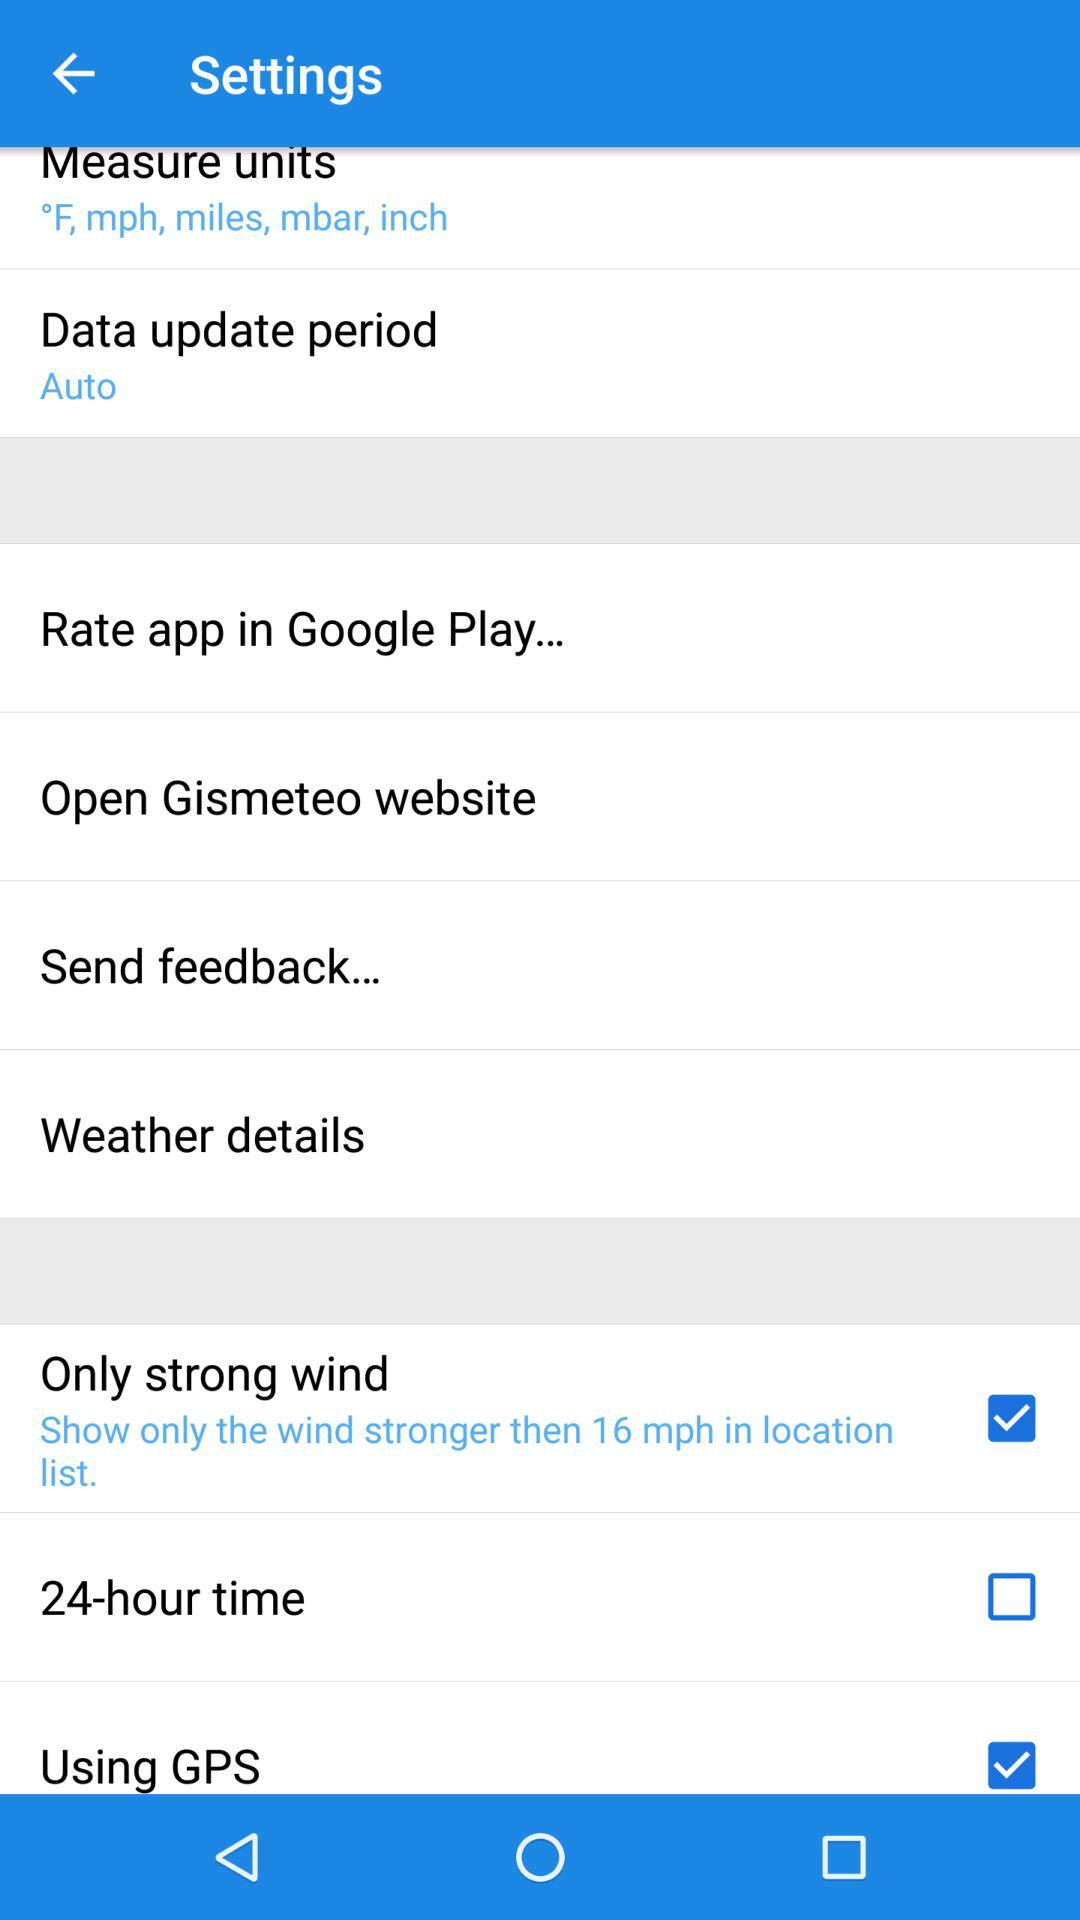 Settings
Measure units
°F, mph, miles, mbar, inch
Data update period
Auto
Rate app in Google Play...
Open Gismeteo website
Send feedback...
Weather details
Only strong wind
Show only the wind stronger then 16 mph in location
list.
24-hour time
Using GPS